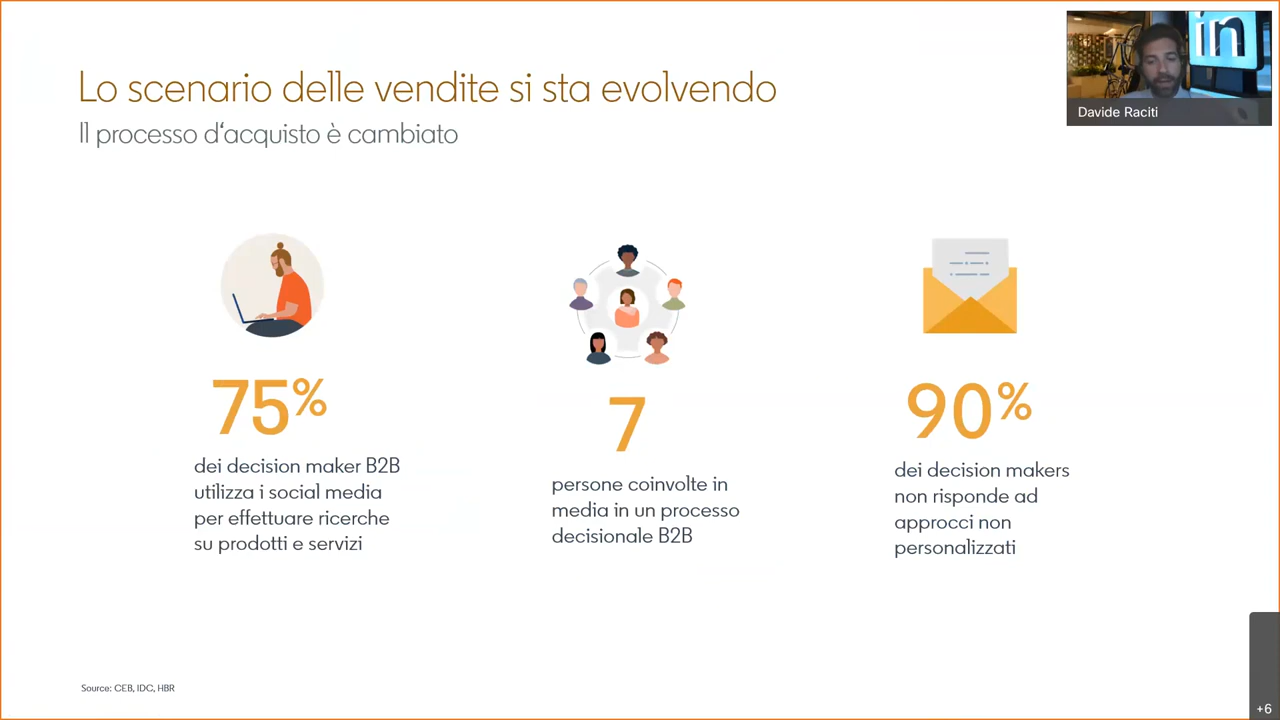 Lo scenario delle vendite si sta evolvendo
Il processo d'acquisto è cambiato
in
Davide Raciti
75%
dei decision maker B2B
utilizza i social media
per effettuare ricerche
su prodotti e servizi
7
persone coinvolte in
media in un processo
decisionale B2B
90%
dei decision makers
non risponde ad
approcci non
personalizzati
Source: CEB, IDC, HBR
+6